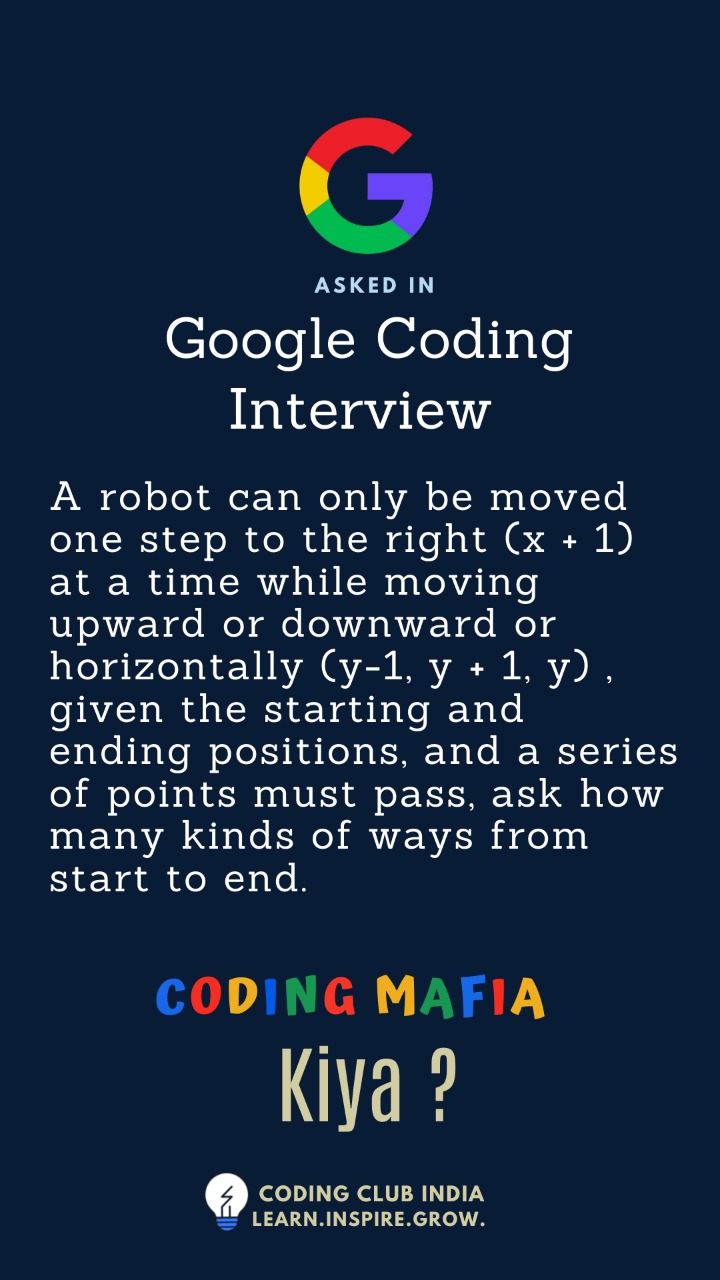 G
ASKED IN
Google Coding
Interview
A robot can only be moved
one step to the right (x + 1)
at a time while moving
upward or downward or
horizontally (y-1, y + 1, y) ,
given the starting and
ending positions, and a series
of points must pass, ask how
many kinds of ways from
start to end.
CODING MAFIA
Kiya ?
CODING CLUB INDIA
LEARN.INSPIRE.GROW.